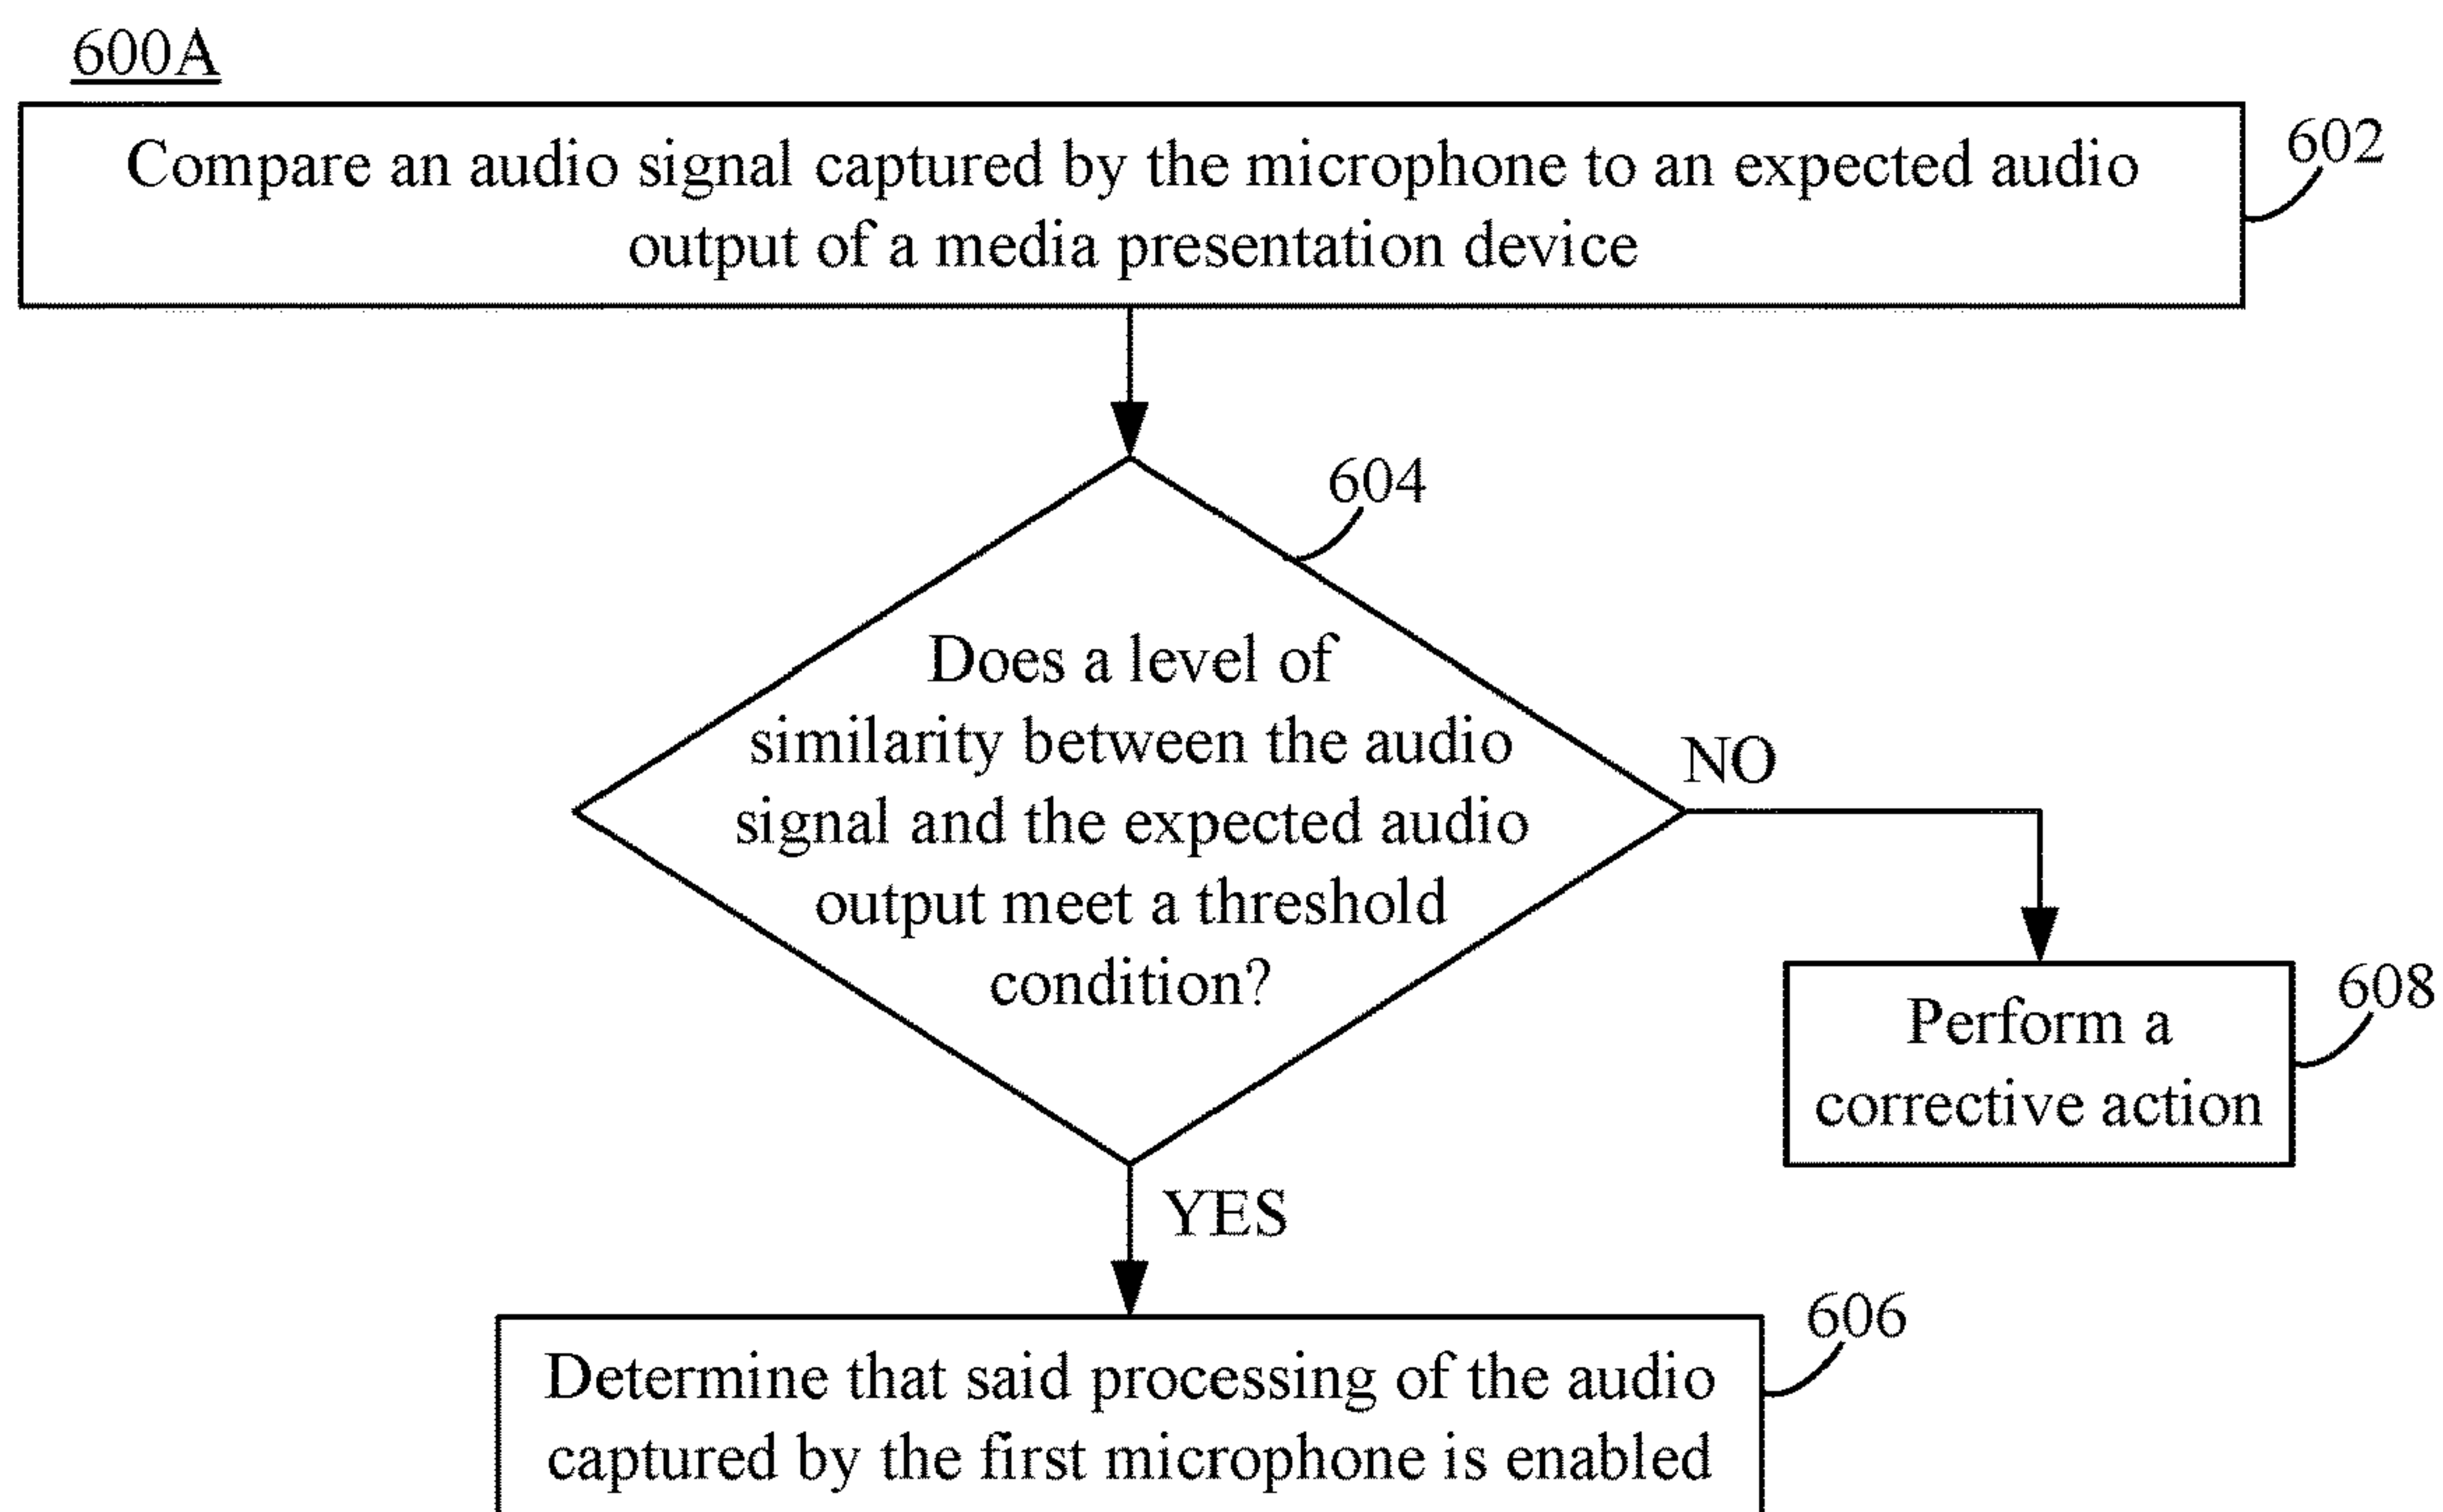 600A
Compare an audio signal captured by the microphone to an expected audio
output of a media presentation device
602
604
Does a level of
similarity between the audio
signal and the expected audio
output meet a threshold
condition?
NO
608
Perform a
corrective action
YES
606
Determine that said processing of the audio
captured by the first microphone is enabled